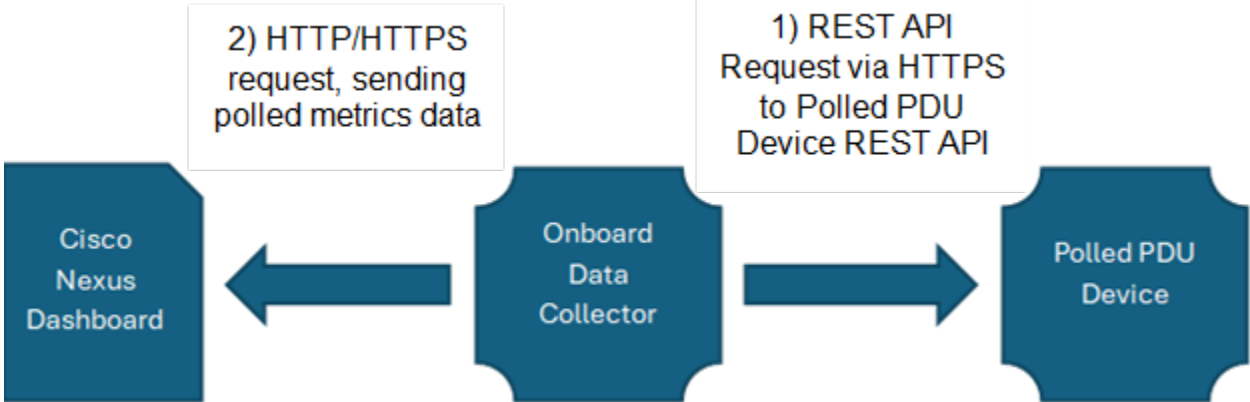 2) HTTP/HTTPS
request, sending
polled metrics data
1) REST API
Request via HTTPS
to Polled PDU
Device REST API
Cisco
Nexus
Dashboard
Onboard
Data
Collector
Polled PDU
Device